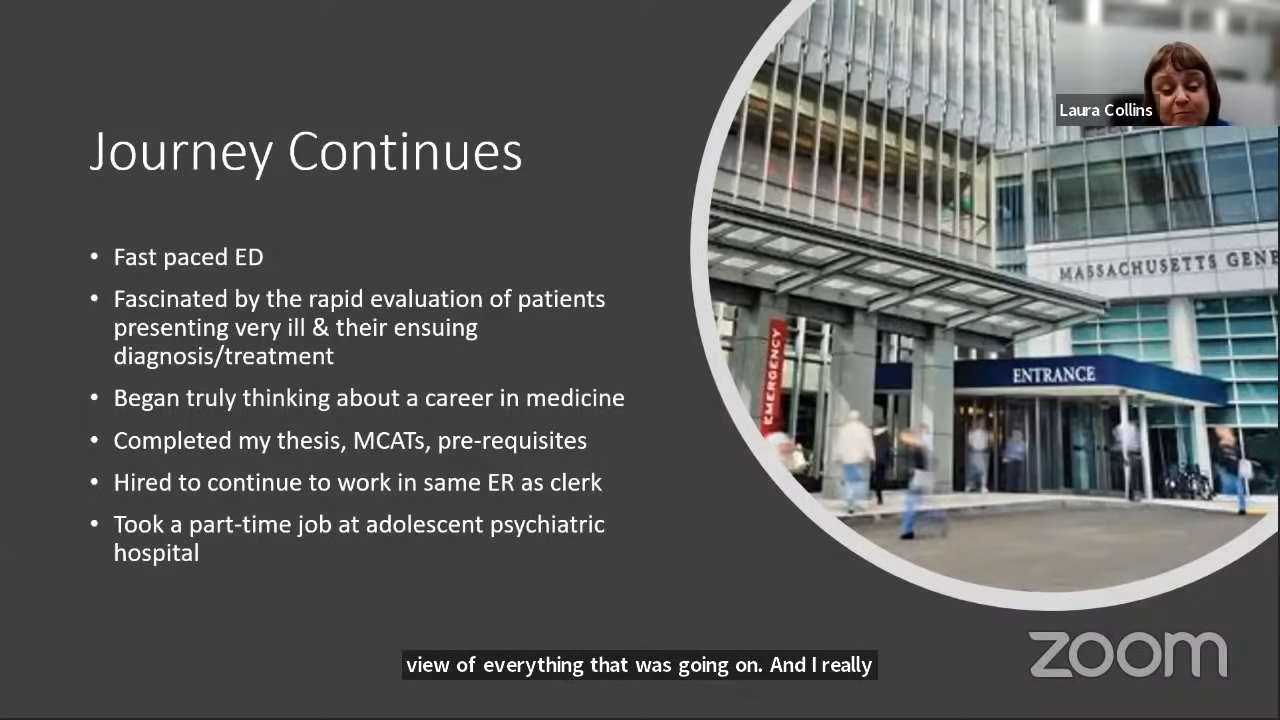 Laura Collins
Journey Continues
• Fast paced ED
• Fascinated by the rapid evaluation of patients
presenting very ill & their ensuing
diagnosis/treatment
• Began truly thinking about a career in medicine
• Completed my thesis, MCATs, pre-requisites
• Hired to continue to work in same ER as clerk
• Took a part-time job at adolescent psychiatric
hospital
MASSACHUSETTS GENE
EMERGENCY
ENTRANCE
view of everything that was going on. And I really
zoom